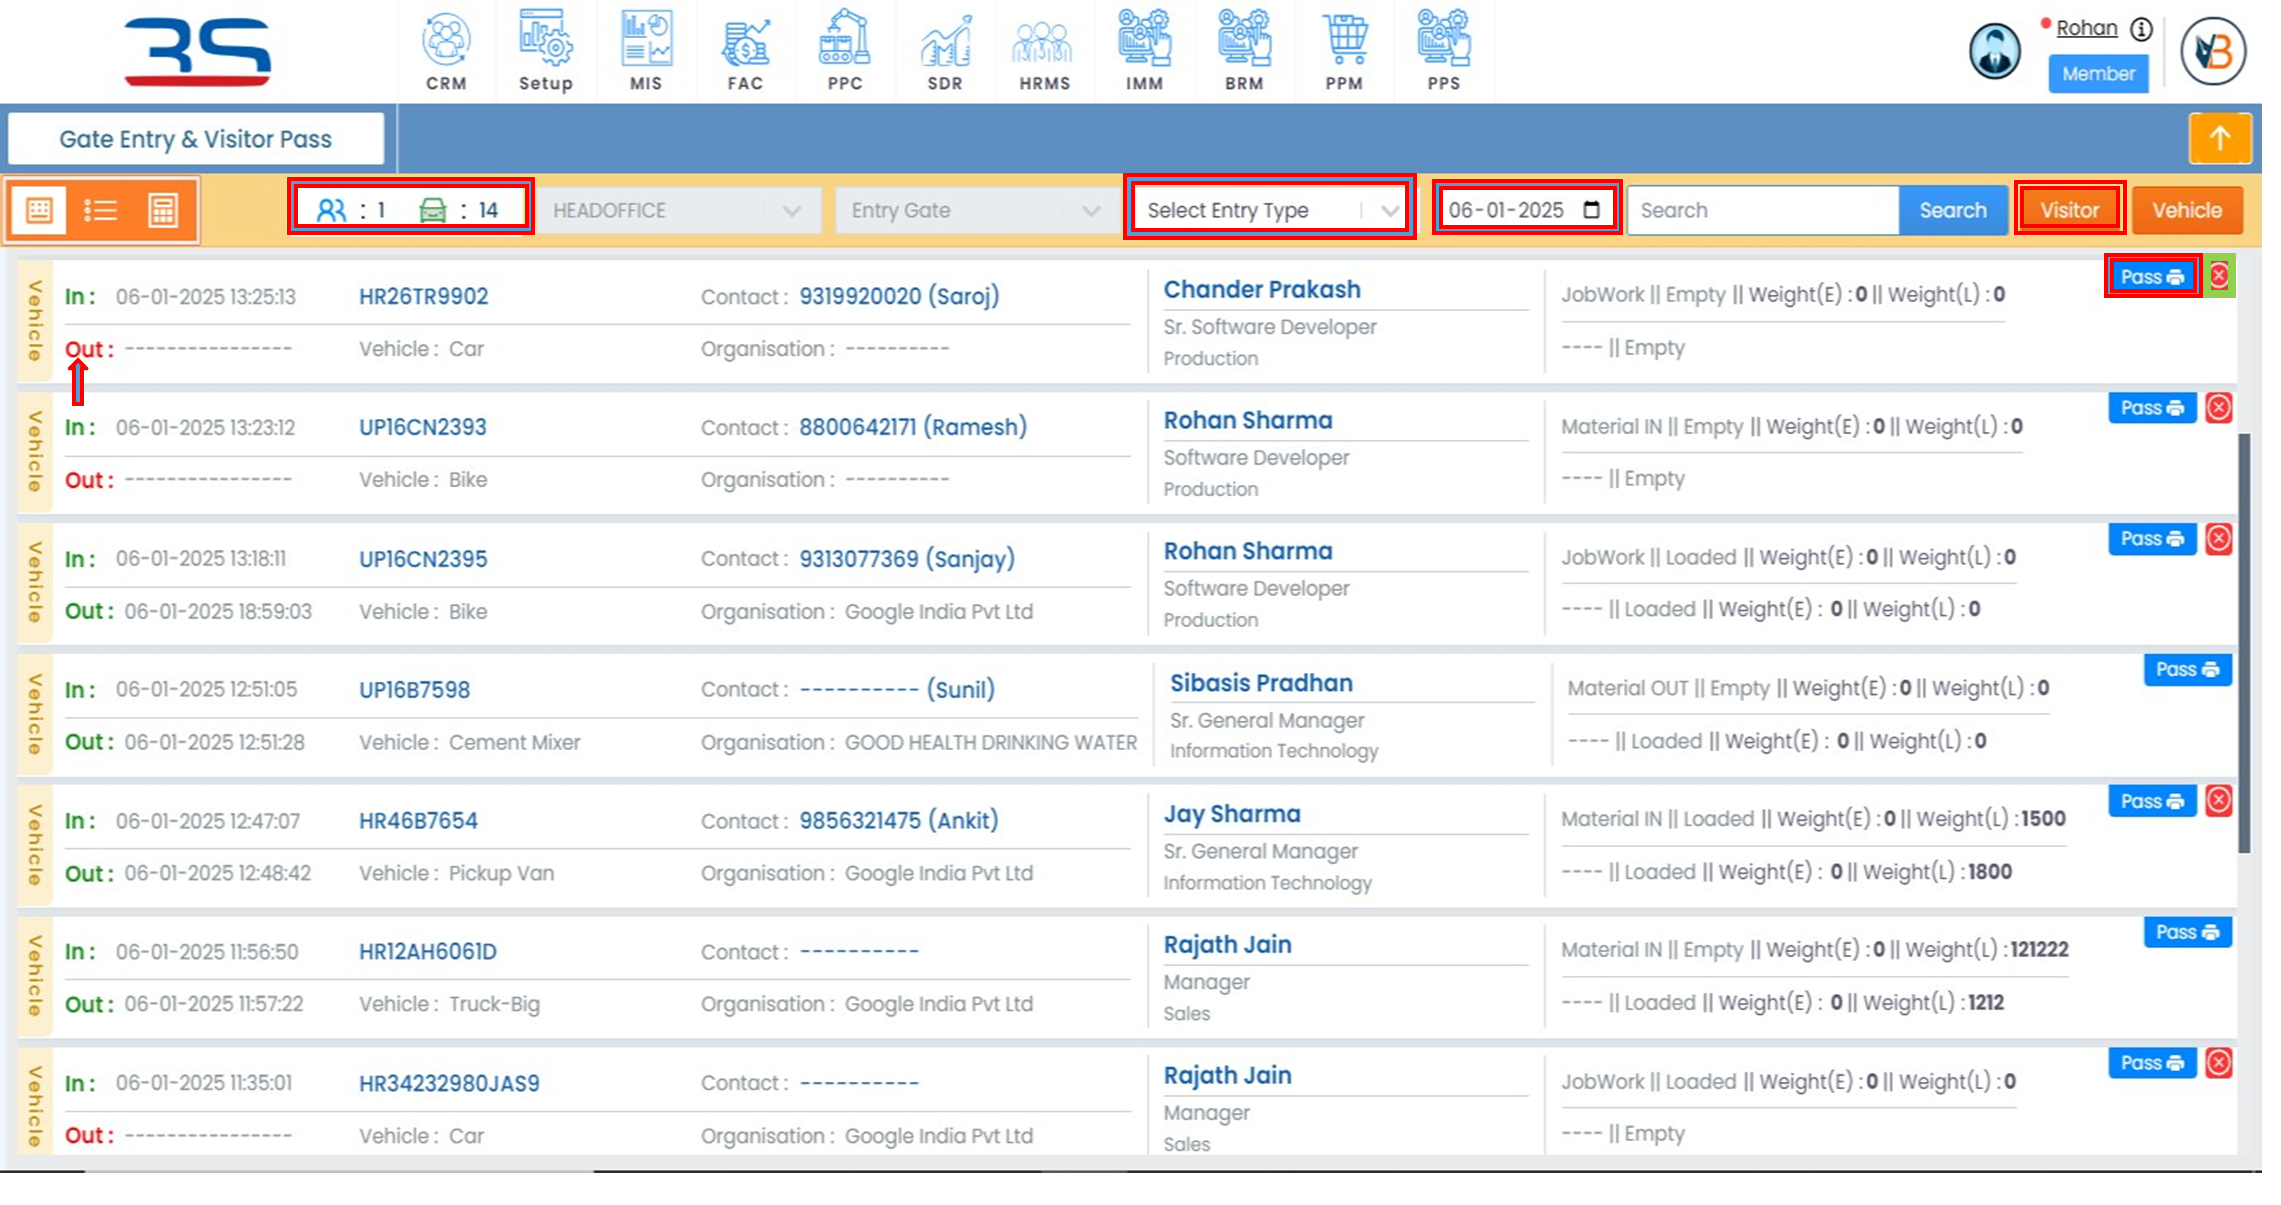 3S
CRM
Setup
MIS
FAC
PPC
SDR
HRMS
IMM
BRM
PPM
PPS
Rohan
Member
Gate Entry & Visitor Pass
: 1 : 14
HEADOFFICE
Entry Gate
Select Entry Type
06-01-2025
Search
Search
Visitor
Vehicle
Vehicle
In : 06-01-2025 13:25:13 HR26TR9902 Contact : 9319920020 (Saroj)
Out : ---------------- Vehicle : Car Organisation : ----------
Chander Prakash
Sr. Software Developer
Production
JobWork || Empty || Weight(E) :0 || Weight(L) :0
---- || Empty
Pass
Vehicle
In : 06-01-2025 13:23:12 UP16CN2393 Contact : 8800642171 (Ramesh)
Out : ---------------- Vehicle : Bike Organisation : ----------
Rohan Sharma
Software Developer
Production
Material IN || Empty || Weight(E) :0 || Weight(L) :0
---- || Empty
Pass
Vehicle
In : 06-01-2025 13:18:11 UP16CN2395 Contact : 9313077369 (Sanjay)
Out : 06-01-2025 18:59:03 Vehicle : Bike Organisation : Google India Pvt Ltd
Rohan Sharma
Software Developer
Production
JobWork || Loaded || Weight(E) :0 || Weight(L) :0
---- || Loaded || Weight(E) : 0 || Weight(L) :0
Pass
Vehicle
In : 06-01-2025 12:51:05 UP16B7598 Contact : ---------- (Sunil)
Out : 06-01-2025 12:51:28 Vehicle : Cement Mixer Organisation : GOOD HEALTH DRINKING WATER
Sibasis Pradhan
Sr. General Manager
Information Technology
Material OUT || Empty || Weight(E) :0 || Weight(L) :0
---- || Loaded || Weight(E) : 0 || Weight(L) :0
Pass
Vehicle
In : 06-01-2025 12:47:07 HR46B7654 Contact : 9856321475 (Ankit)
Out : 06-01-2025 12:48:42 Vehicle : Pickup Van Organisation : Google India Pvt Ltd
Jay Sharma
Sr. General Manager
Information Technology
Material IN || Loaded || Weight(E) :0 || Weight(L) :1500
---- || Loaded || Weight(E) : 0 || Weight(L) :1800
Pass
Vehicle
In : 06-01-2025 11:56:50 HR12AH6061D Contact : ----------
Out : 06-01-2025 11:57:22 Vehicle : Truck-Big Organisation : Google India Pvt Ltd
Rajath Jain
Manager
Sales
Material IN || Empty || Weight(E) :0 || Weight(L) :121222
---- || Loaded || Weight(E) : 0 || Weight(L) :1212
Pass
Vehicle
In : 06-01-2025 11:35:01 HR34232980JAS9 Contact : ----------
Out : ---------------- Vehicle : Car Organisation : Google India Pvt Ltd
Rajath Jain
Manager
Sales
JobWork || Loaded || Weight(E) :0 || Weight(L) :0
---- || Empty
Pass